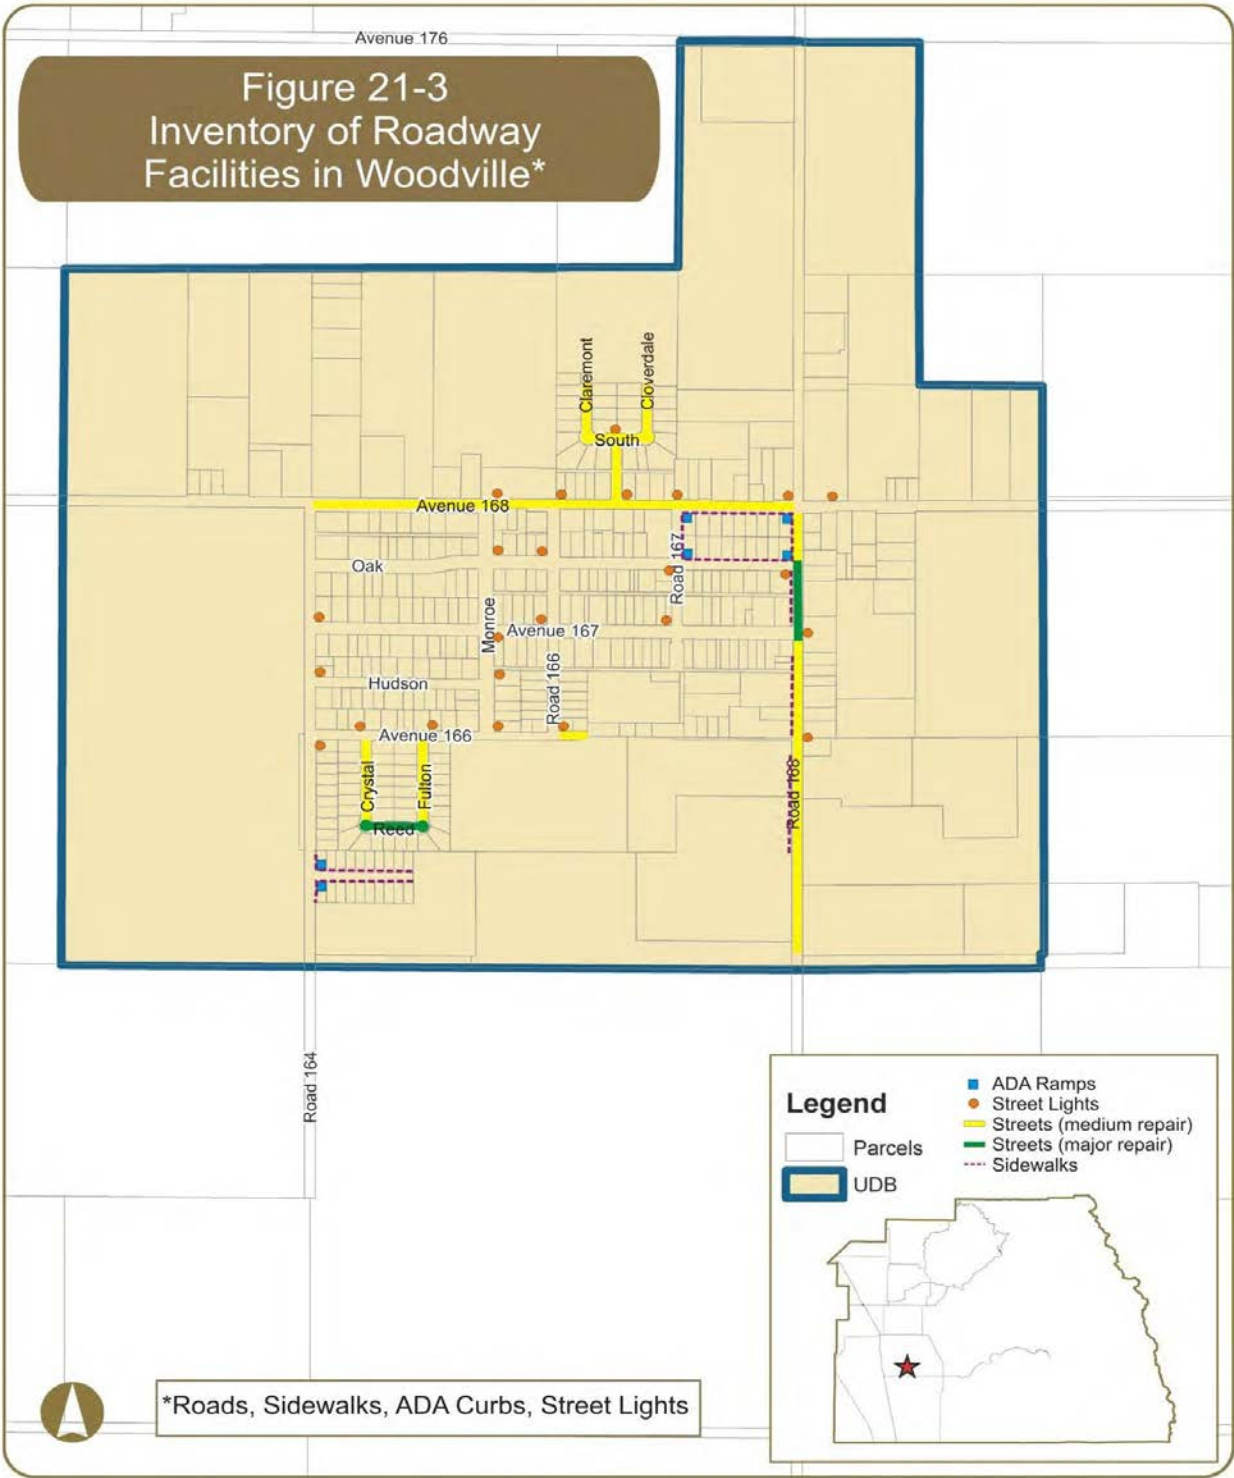 Avenue 176
Figure 21-3
Inventory of Roadway
Facilities in Woodville*
Claremont
Cloverdale
South
Avenue 168
Oak
Road 167
Monroe
Avenue 167
Hudson
Road 166
Avenue 166
Crystal
Fulton
Reed
Road 168
Road 164
Legend
Parcels
UDB
ADA Ramps
Street Lights
Streets (medium repair)
Streets (major repair)
Sidewalks
*Roads, Sidewalks, ADA Curbs, Street Lights